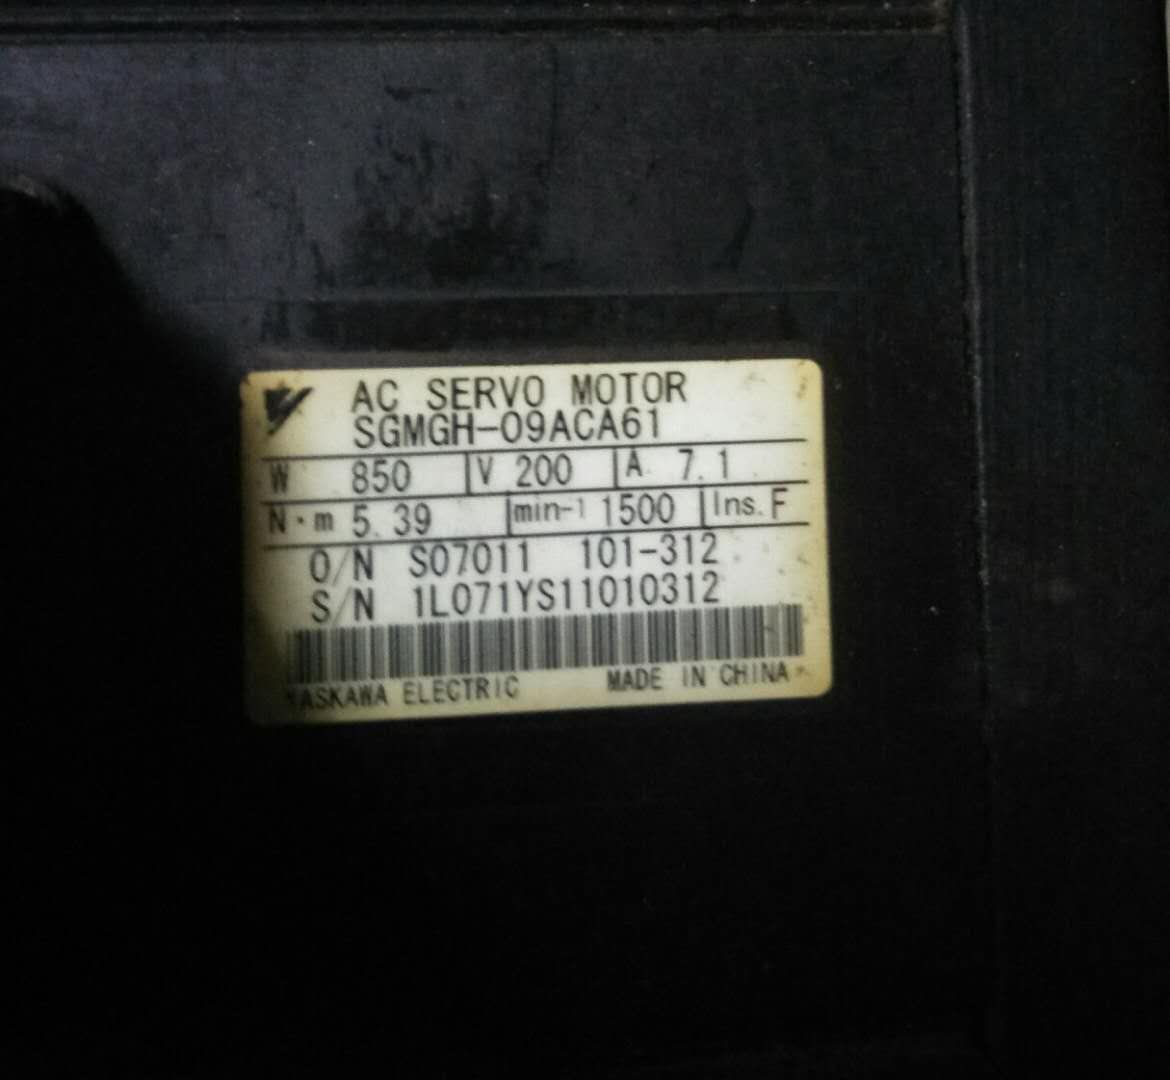 AC SERVO MOTOR
SGMGH-09ACA61
W 850 V 200 A 7.1
N·m 5.39 min-1 1500 Ins. F
O/N S07011 101-312
S/N 1L071YS11010312
YASKAWA ELECTRIC MADE IN CHINA